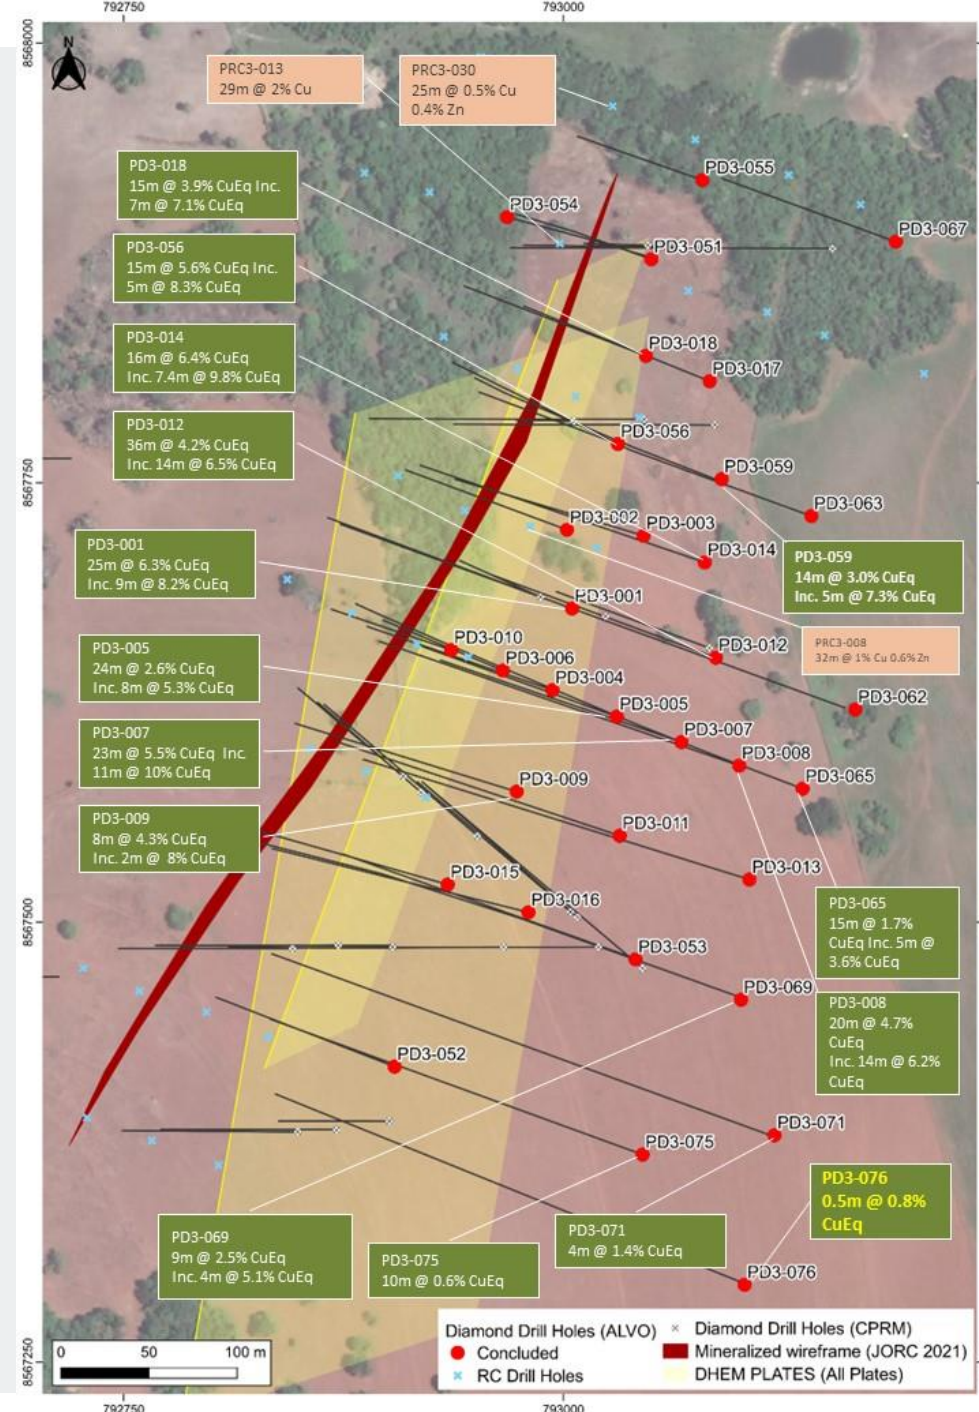 792750
793000
8568000
N
PRC3-013
29m @ 2% Cu
PRC3-030
25m @ 0.5% Cu
0.4% Zn
PD3-018
15m @ 3.9% CuEq Inc.
7m @ 7.1% CuEq
PD3-055
PD3-054
PD3-067
PD3-051
PD3-056
15m @ 5.6% CuEq Inc.
5m @ 8.3% CuEq
PD3-014
16m @ 6.4% CuEq
Inc. 7.4m @ 9.8% CuEq
PD3-018
PD3-017
PD3-012
36m @ 4.2% CuEq
Inc. 14m @ 6.5% CuEq
PD3-056
PD3-059
8567750
PD3-063
PD3-002
PD3-003
PD3-014
PD3-001
25m @ 6.3% CuEq
Inc. 9m @ 8.2% CuEq
PD3-059
14m @ 3.0% CuEq
Inc. 5m @ 7.3% CuEq
PD3-001
PRC3-008
32m @ 1% Cu 0.6% Zn
PD3-010
PD3-012
PD3-006
PD3-005
24m @ 2.6% CuEq
Inc. 8m @ 5.3% CuEq
PD3-004
PD3-062
PD3-005
PD3-007
PD3-007
23m @ 5.5% CuEq Inc.
11m @ 10% CuEq
PD3-008
PD3-065
PD3-009
PD3-009
8m @ 4.3% CuEq
Inc. 2m @ 8% CuEq
PD3-011
PD3-015
PD3-013
PD3-016
8567500
PD3-065
15m @ 1.7%
CuEq Inc. 5m @
3.6% CuEq
PD3-053
PD3-069
PD3-008
20m @ 4.7%
CuEq
Inc. 14m @ 6.2%
CuEq
PD3-052
PD3-071
PD3-075
PD3-076
0.5m @ 0.8%
CuEq
PD3-069
9m @ 2.5% CuEq
Inc. 4m @ 5.1% CuEq
PD3-075
10m @ 0.6% CuEq
PD3-071
4m @ 1.4% CuEq
PD3-076
8567250
0 50 100 m
Diamond Drill Holes (ALVO)
Concluded
RC Drill Holes
Diamond Drill Holes (CPRM)
Mineralized wireframe (JORC 2021)
DHEM PLATES (All Plates)
792750
793000